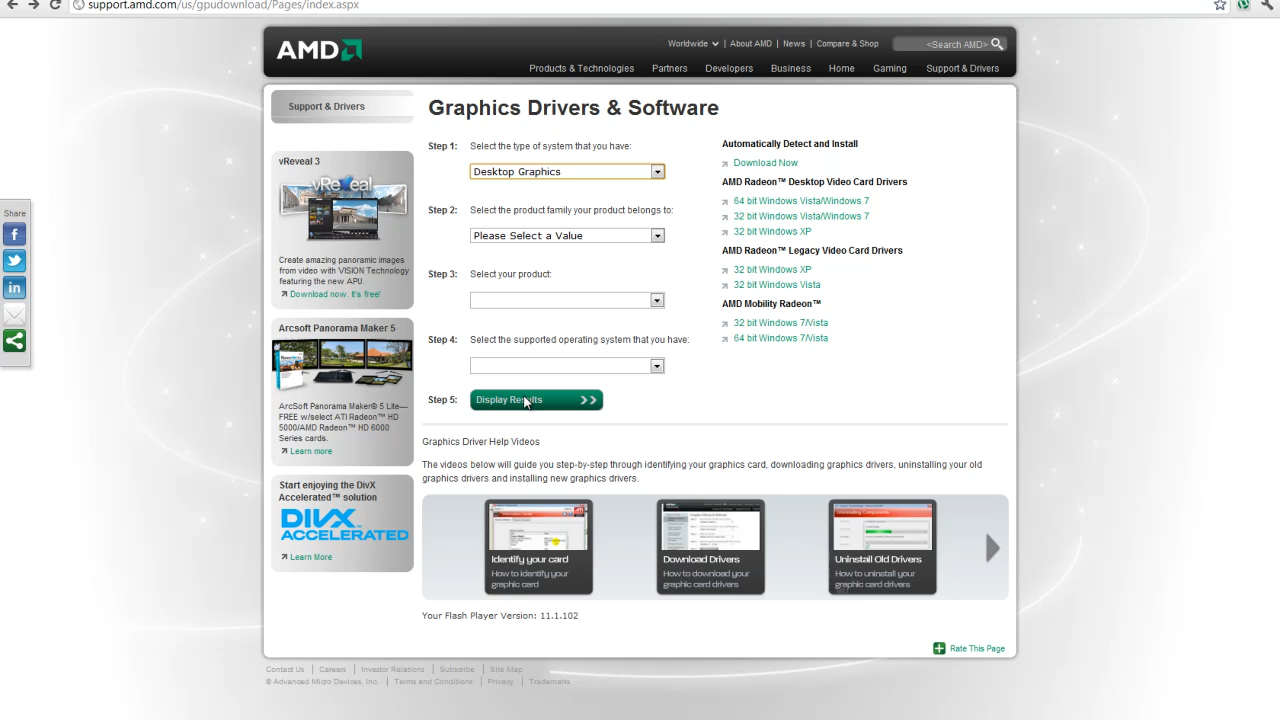 support.amd.com/us/gpudownload/Pages/index.aspx
AMD
Worldwide | About AMD | News | Compare & Shop
<Search AMD>
Products & Technologies Partners Developers Business Home Gaming Support & Drivers
Support & Drivers
vReveal 3
vReveal
Create amazing panoramic images
from video with VISION Technology
featuring the new APU.
Download now. It's free!
Arcsoft Panorama Maker 5
ArcSoft Panorama Maker® 5 Lite—
FREE w/select ATI Radeon™ HD
5000/AMD Radeon™ HD 6000
Series cards.
Learn more
Start enjoying the DivX
Accelerated™ solution
DIVX
ACCELERATED
Learn More
Share
Graphics Drivers & Software
Step 1: Select the type of system that you have:
Desktop Graphics
Step 2: Select the product family your product belongs to:
Please Select a Value
Step 3: Select your product:
Step 4: Select the supported operating system that you have:
Step 5: Display Results
Automatically Detect and Install
Download Now
AMD Radeon™ Desktop Video Card Drivers
64 bit Windows Vista/Windows 7
32 bit Windows Vista/Windows 7
32 bit Windows XP
AMD Radeon™ Legacy Video Card Drivers
32 bit Windows XP
32 bit Windows Vista
AMD Mobility Radeon™
32 bit Windows 7/Vista
64 bit Windows 7/Vista
Graphics Driver Help Videos
The videos below will guide you step-by-step through identifying your graphics card, downloading graphics drivers, uninstalling your old
graphics drivers and installing new graphics drivers.
Identify your card
How to identify your
graphic card
Download Drivers
How to download your
graphic card drivers
Uninstall Old Drivers
How to uninstall your
graphic card drivers
Your Flash Player Version: 11.1.102
Rate This Page
Contact Us | Careers | Investor Relations | Subscribe | Site Map
© Advanced Micro Devices, Inc. | Terms and Conditions | Privacy | Trademarks